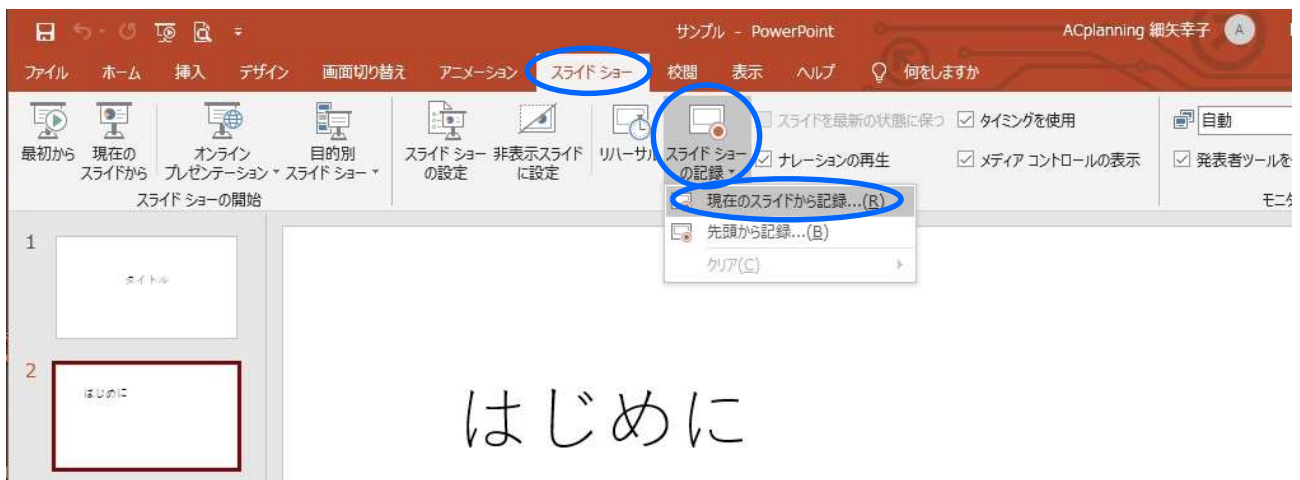 サンプル - PowerPoint
ACplanning 細矢幸子
A
ファイル ホーム 挿入 デザイン 画面切り替え アニメーション スライド ショー 校閲 表示 ヘルプ 何をしますか
最初から
現在の
スライドから
オンライン
プレゼンテーション
目的別
スライド ショー
スライド ショー
の設定
非表示スライド
に設定
リハーサル
スライド ショー
の記録
スライドを最新の状態に保つ
タイミングを使用
ナレーションの再生
メディア コントロールの表示
自動
発表者ツールを
スライド ショーの開始
モニタ
現在のスライドから記録...(R)
先頭から記録...(B)
クリア(C)
1
タイトル
2
はじめに
はじめに